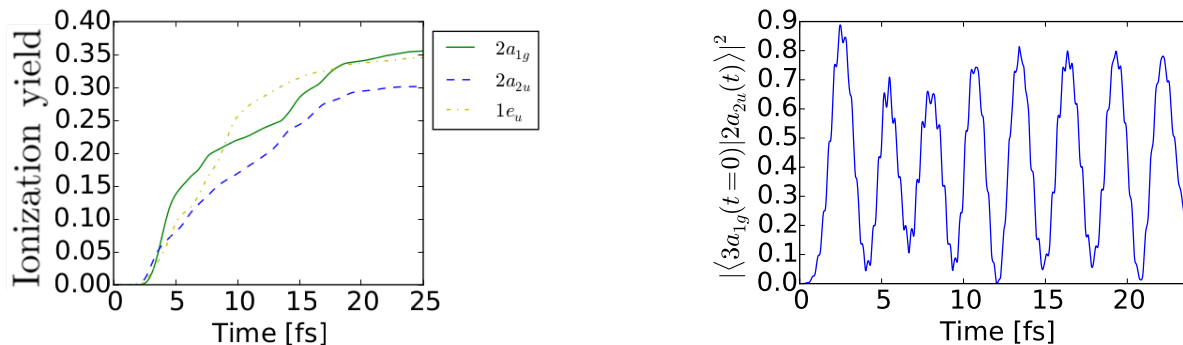 Ionization yield
0.40
0.35
0.30
0.25
0.20
0.15
0.10
0.05
0.00
0 5 10 15 20 25
Time [fs]
2a₁g
2a₂ᵤ
1eᵤ
|⟨3a₁g(t=0)|2a₂ᵤ(t)⟩|²
0.9
0.8
0.7
0.6
0.5
0.4
0.3
0.2
0.1
0.0
0 5 10 15 20
Time [fs]